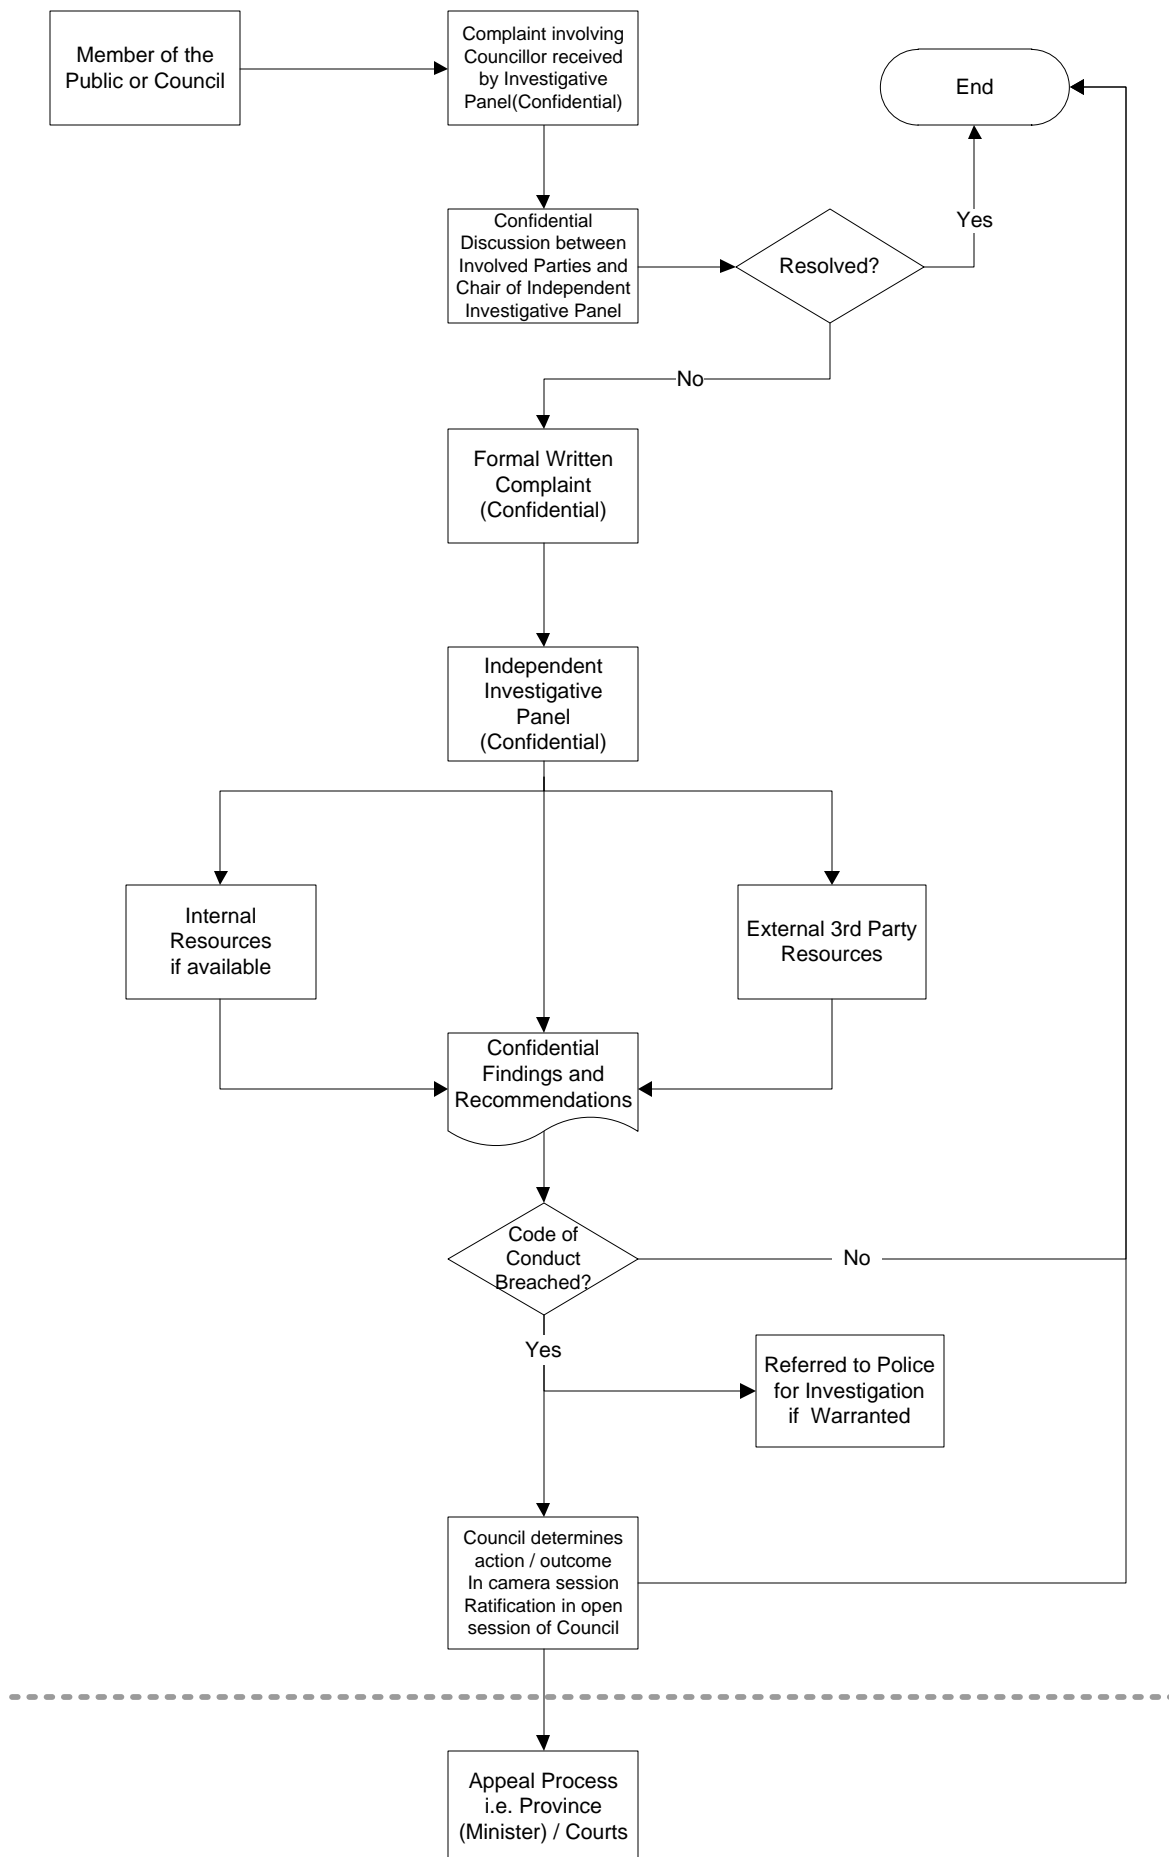 Member of the
Public or Council
Complaint involving
Councillor received
by Investigative
Panel(Confidential)
End
Confidential
Discussion between
Involved Parties and
Chair of Independent
Investigative Panel
Resolved?
Yes
No
Formal Written
Complaint
(Confidential)
Independent
Investigative
Panel
(Confidential)
Internal
Resources
if available
External 3rd Party
Resources
Confidential
Findings and
Recommendations
Code of
Conduct
Breached?
No
Yes
Referred to Police
for Investigation
if Warranted
Council determines
action / outcome
In camera session
Ratification in open
session of Council
Appeal Process
i.e. Province
(Minister) / Courts